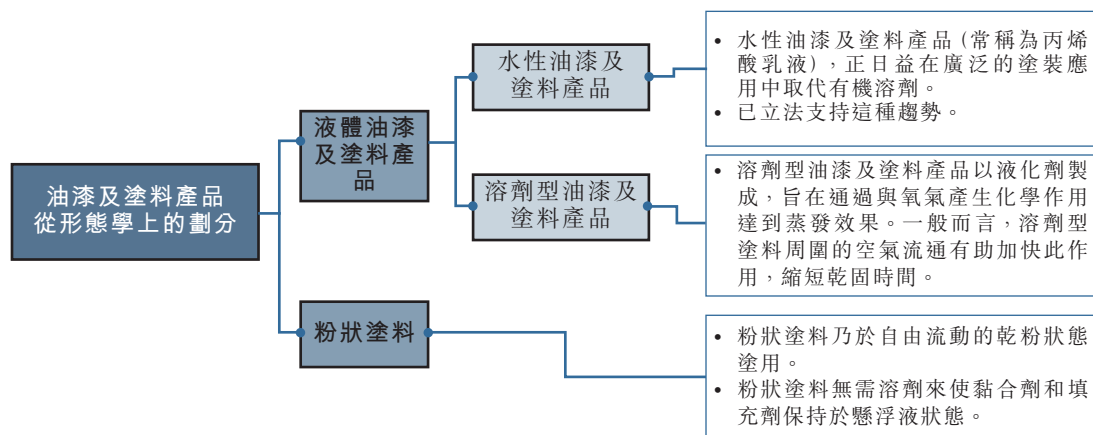 油漆及塗料產品
從形態學上的劃分
液體油漆
及塗料產
品
粉狀塗料
水性油漆及
塗料產品
溶劑型油漆及
塗料產品
• 水性油漆及塗料產品(常稱為丙烯
酸乳液)，正日益在廣泛的塗裝應
用中取代有機溶劑。
• 已立法支持這種趨勢。
• 溶劑型油漆及塗料產品以液化劑製
成，旨在通過與氧氣產生化學作用
達到蒸發效果。一般而言，溶劑型
塗料周圍的空氣流通有助加快此作
用，縮短乾固時間。
• 粉狀塗料乃於自由流動的乾粉狀態
塗用。
• 粉狀塗料無需溶劑來使黏合劑和填
充劑保持於懸浮液狀態。